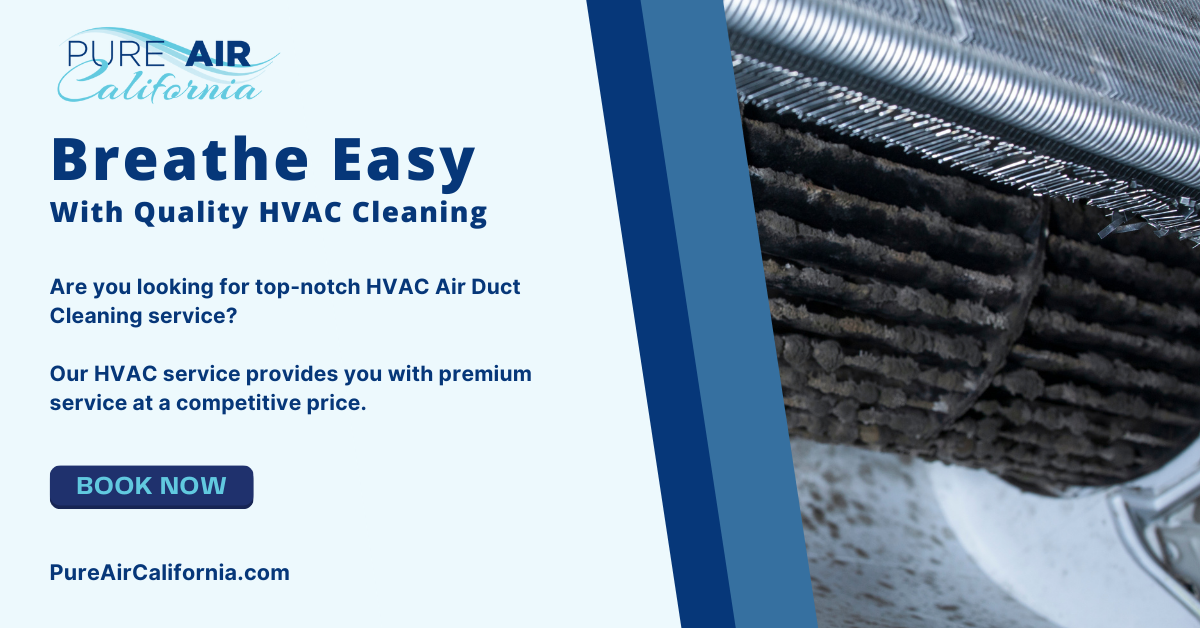 PURE AIR
California
Breathe Easy
With Quality HVAC Cleaning
Are you looking for top-notch HVAC Air Duct
Cleaning service?
Our HVAC service provides you with premium
service at a competitive price.
BOOK NOW
PureAirCalifornia.com